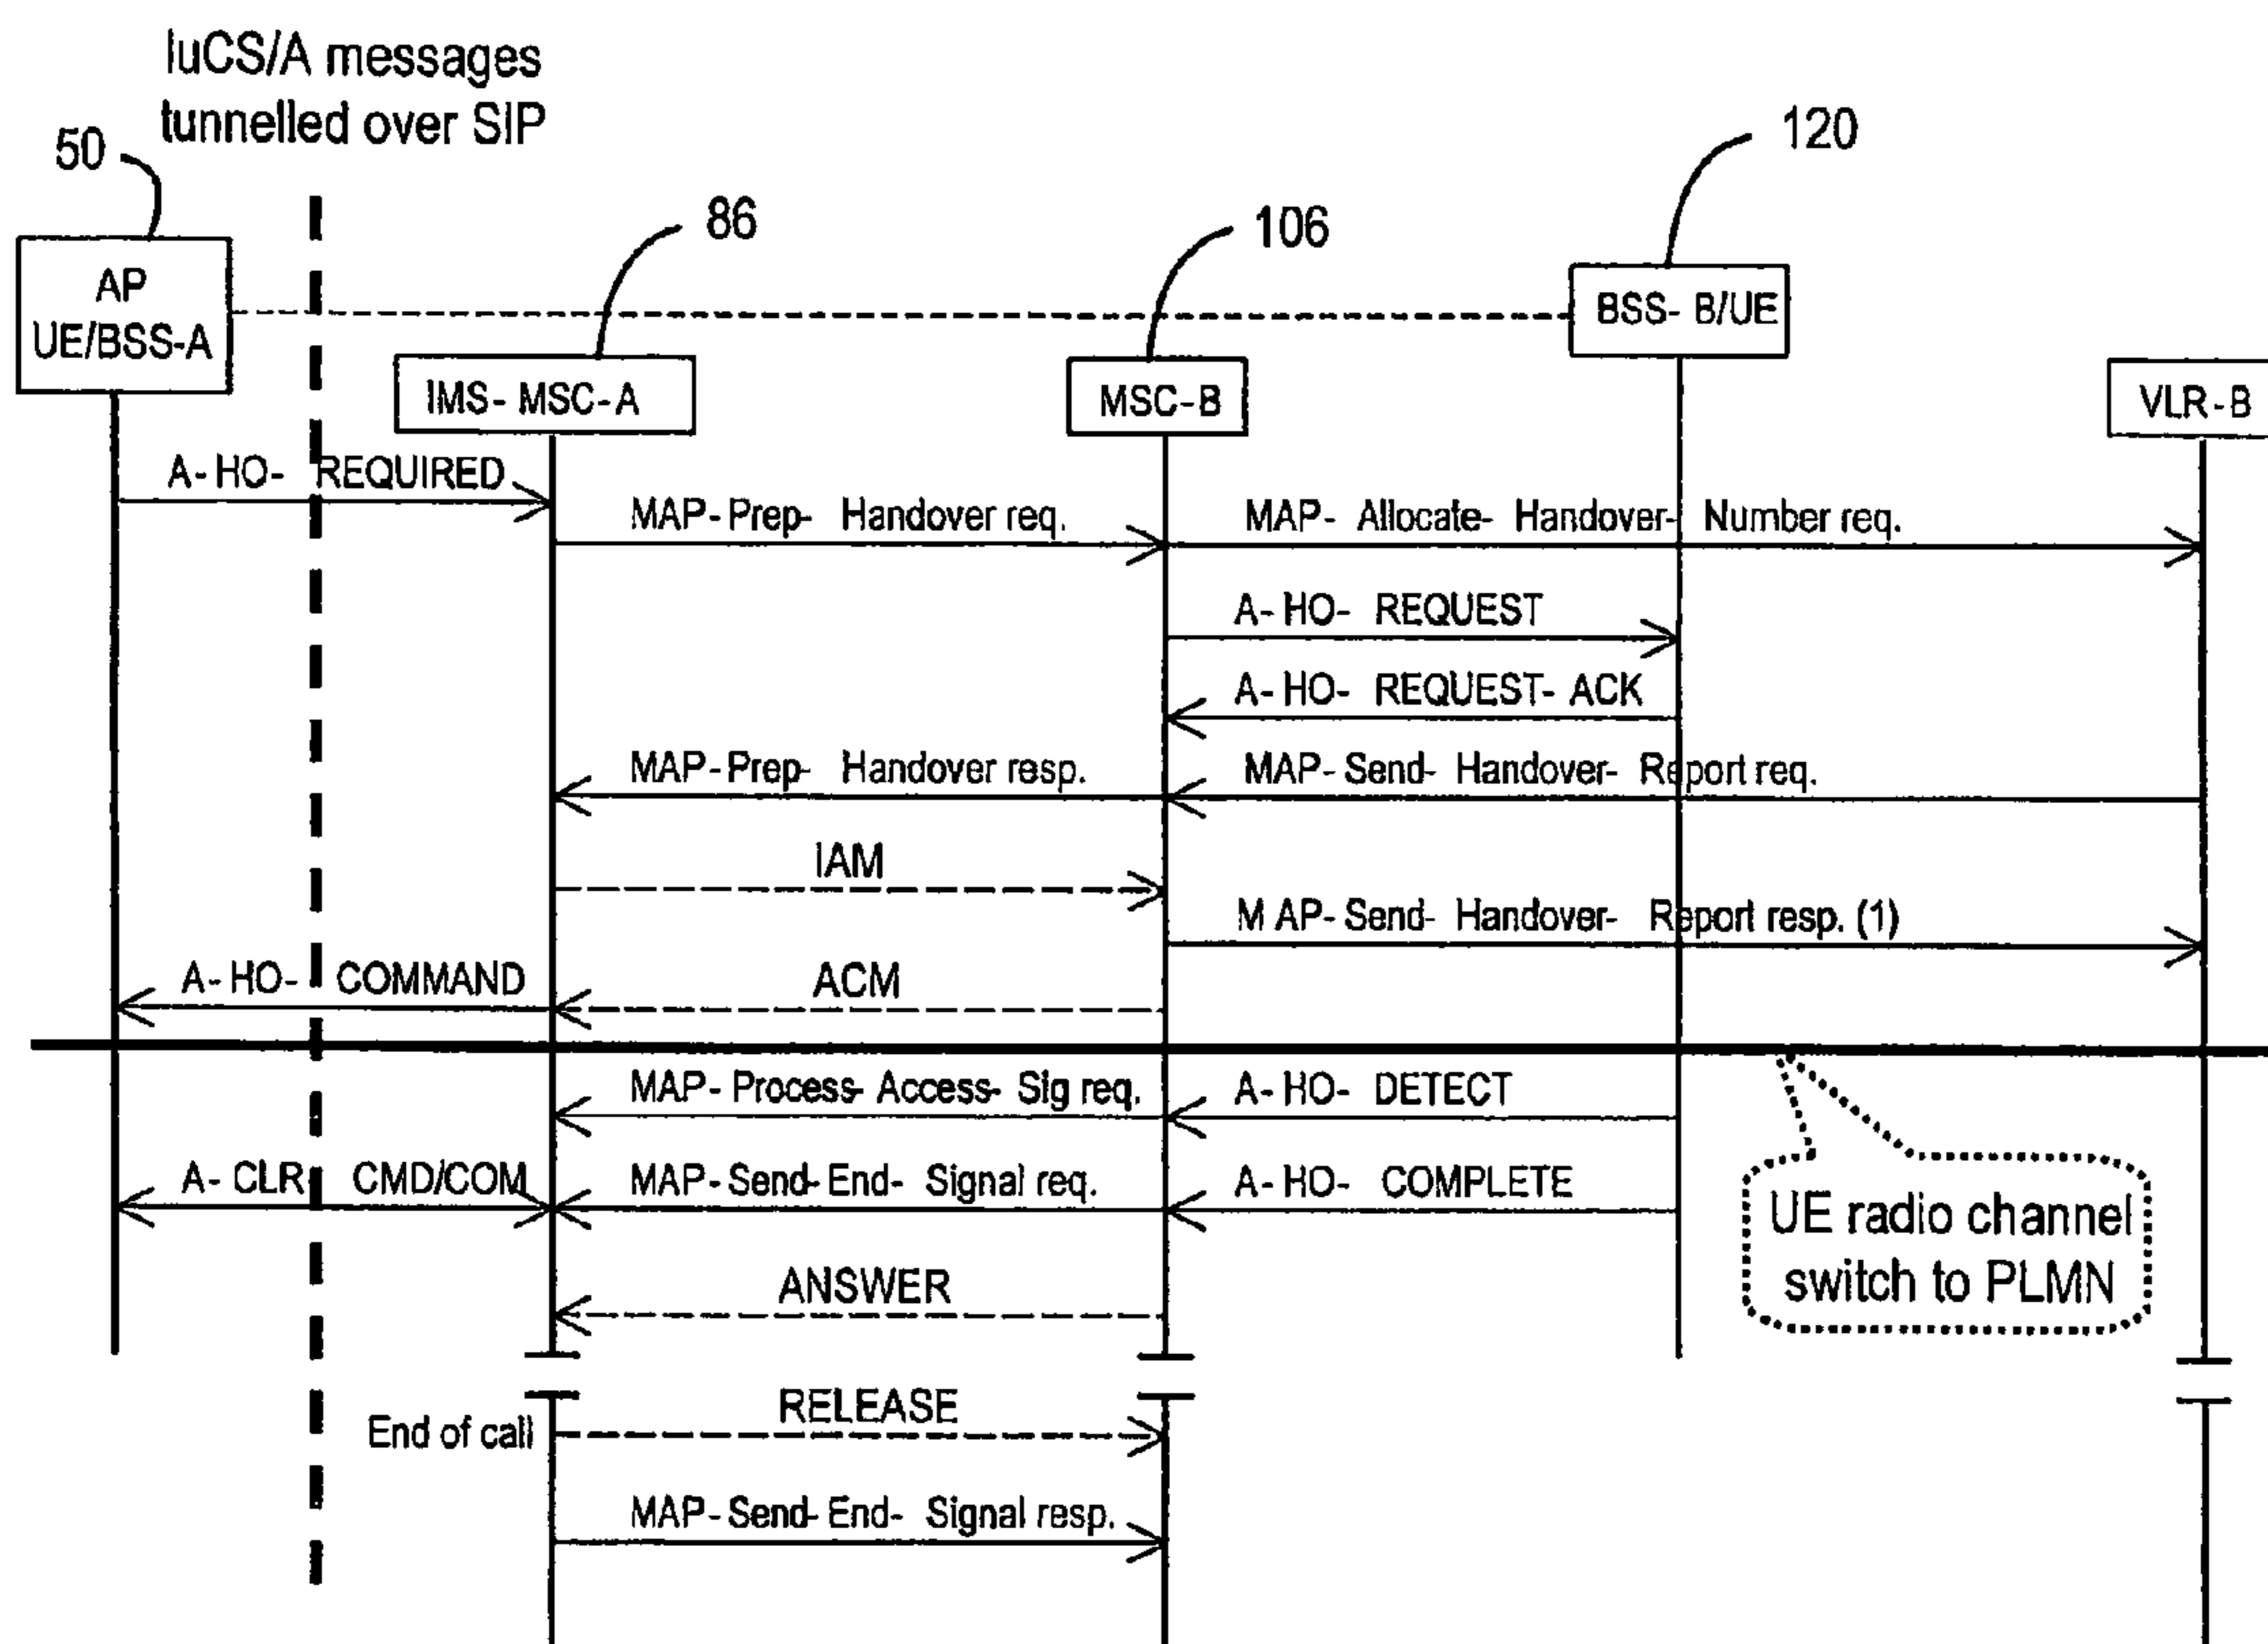 IuCS/A messages
tunnelled over SIP
50
120
86
106
AP
UE/BSS-A
BSS- B/UE
IMS- MSC-A
MSC-B
VLR-B
A- HO- REQUIRED
MAP-Prep- Handover req.
MAP- Allocate- Handover- Number req.
A- HO- REQUEST
A- HO- REQUEST- ACK
MAP-Prep- Handover resp.
MAP-Send- Handover- Report req.
IAM
M AP-Send- Handover- Report resp. (1)
A- HO- COMMAND
ACM
MAP-Process-Access- Sig req.
A- HO- DETECT
A- CLR- CMD/COM
MAP-Send-End- Signal req.
A- HO- COMPLETE
UE radio channel
switch to PLMN
ANSWER
RELEASE
End of call
MAP-Send-End- Signal resp.